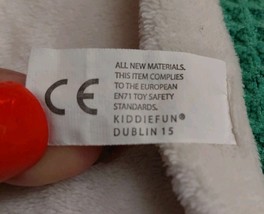 ALL NEW MATERIALS.
THIS ITEM COMPLIES
TO THE EUROPEAN
EN71 TOY SAFETY
STANDARDS.
KIDDIEFUN®
DUBLIN 15
CE